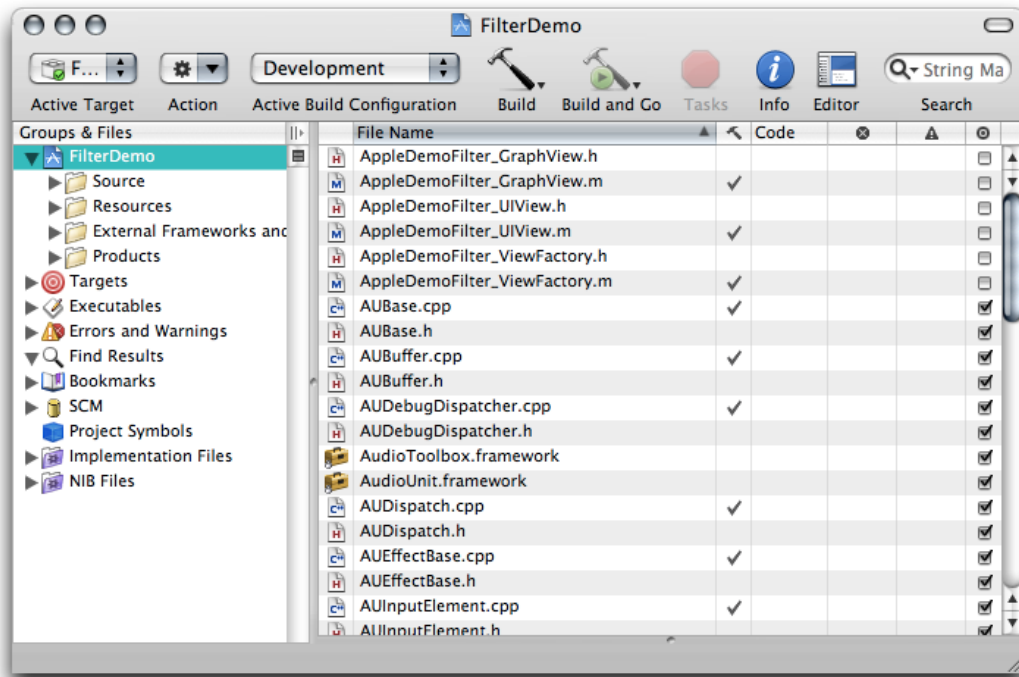 FilterDemo
F... Development String Ma
Active Target Action Active Build Configuration Build Build and Go Tasks Info Editor Search
Groups & Files
FilterDemo
Source
Resources
External Frameworks and
Products
Targets
Executables
Errors and Warnings
Find Results
Bookmarks
SCM
Project Symbols
Implementation Files
NIB Files
File Name Code
AppleDemoFilter_GraphView.h
AppleDemoFilter_GraphView.m
AppleDemoFilter_UIView.h
AppleDemoFilter_UIView.m
AppleDemoFilter_ViewFactory.h
AppleDemoFilter_ViewFactory.m
AUBase.cpp
AUBase.h
AUBuffer.cpp
AUBuffer.h
AUDebugDispatcher.cpp
AUDebugDispatcher.h
AudioToolbox.framework
AudioUnit.framework
AUDispatch.cpp
AUDispatch.h
AUEffectBase.cpp
AUEffectBase.h
AUInputElement.cpp
AUInputElement.h